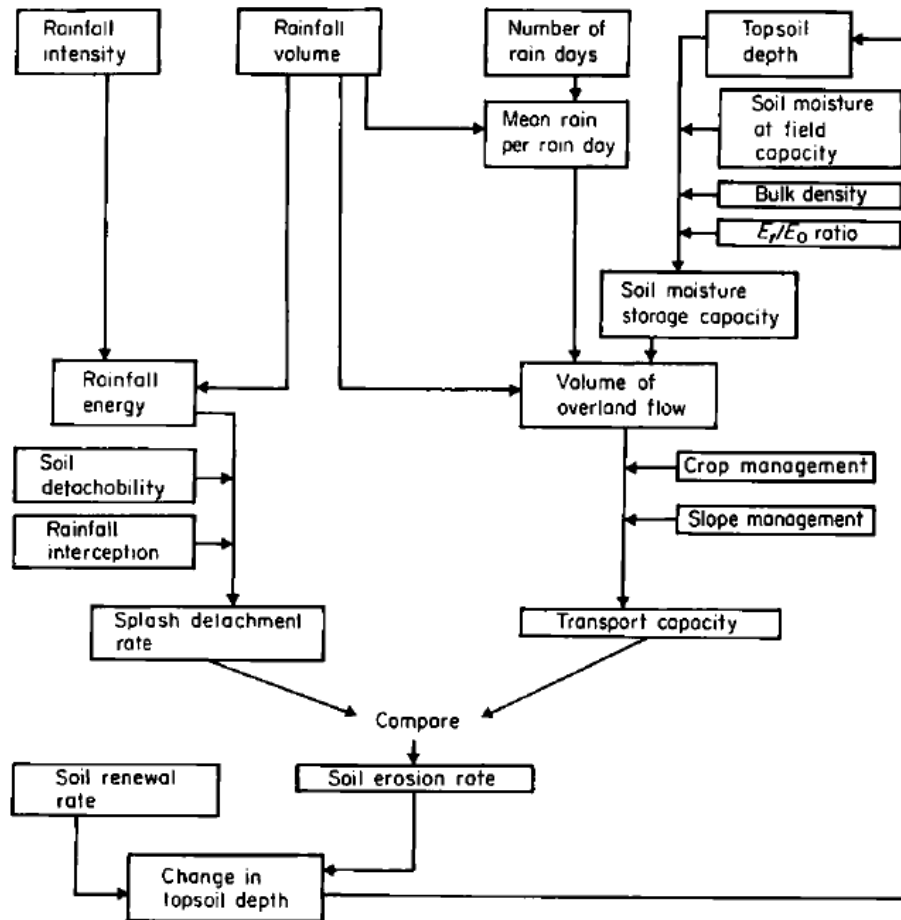 Rainfall
intensity
Rainfall
volume
Number of
rain days
Topsoil
depth
Mean rain
per rain day
Soil moisture
at field
capacity
Bulk density
Er/Eo ratio
Soil moisture
storage capacity
Rainfall
energy
Volume of
overland flow
Soil
detachability
Crop management
Rainfall
interception
Slope management
Splash detachment
rate
Transport capacity
Compare
Soil renewal
rate
Soil erosion rate
Change in
topsoil depth